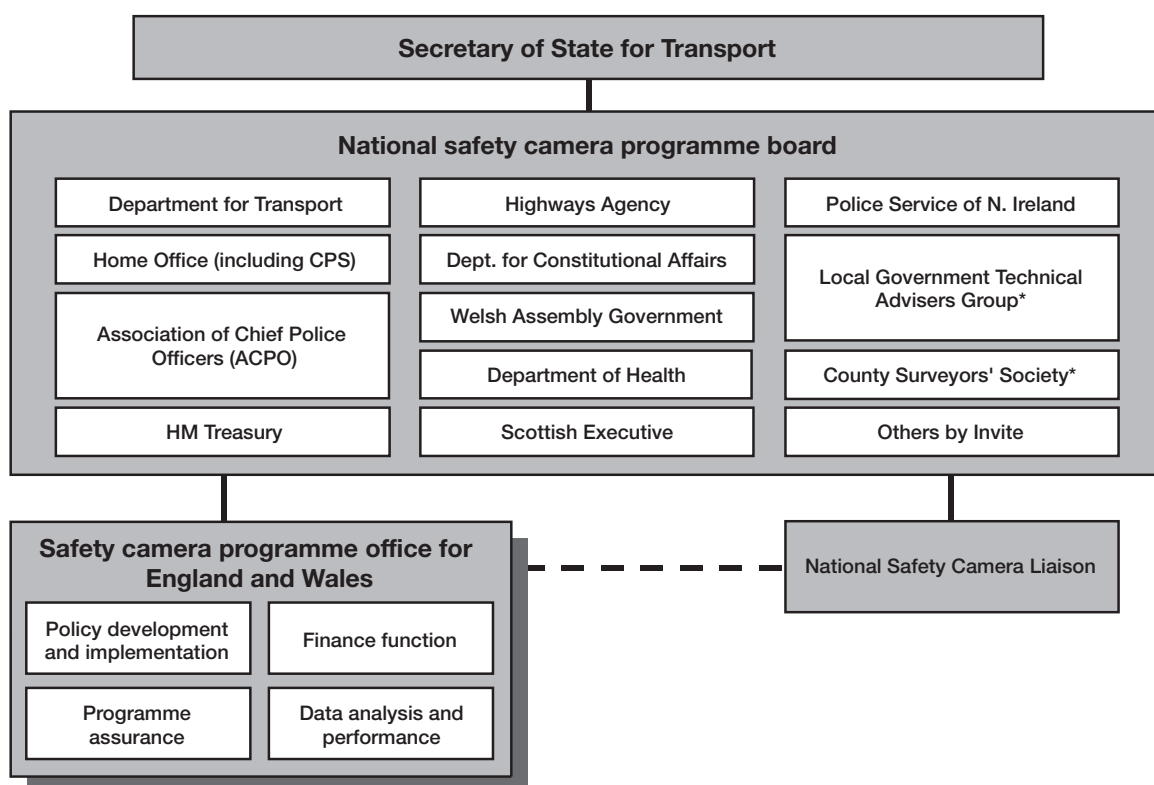 Secretary of State for Transport
National safety camera programme board
Department for Transport
Home Office (including CPS)
Association of Chief Police
Officers (ACPO)
HM Treasury
Highways Agency
Dept. for Constitutional Affairs
Welsh Assembly Government
Department of Health
Scottish Executive
Police Service of N. Ireland
Local Government Technical
Advisers Group*
County Surveyors' Society*
Others by Invite
Safety camera programme office for
England and Wales
Policy development
and implementation
Finance function
Programme
assurance
Data analysis and
performance
National Safety Camera Liaison